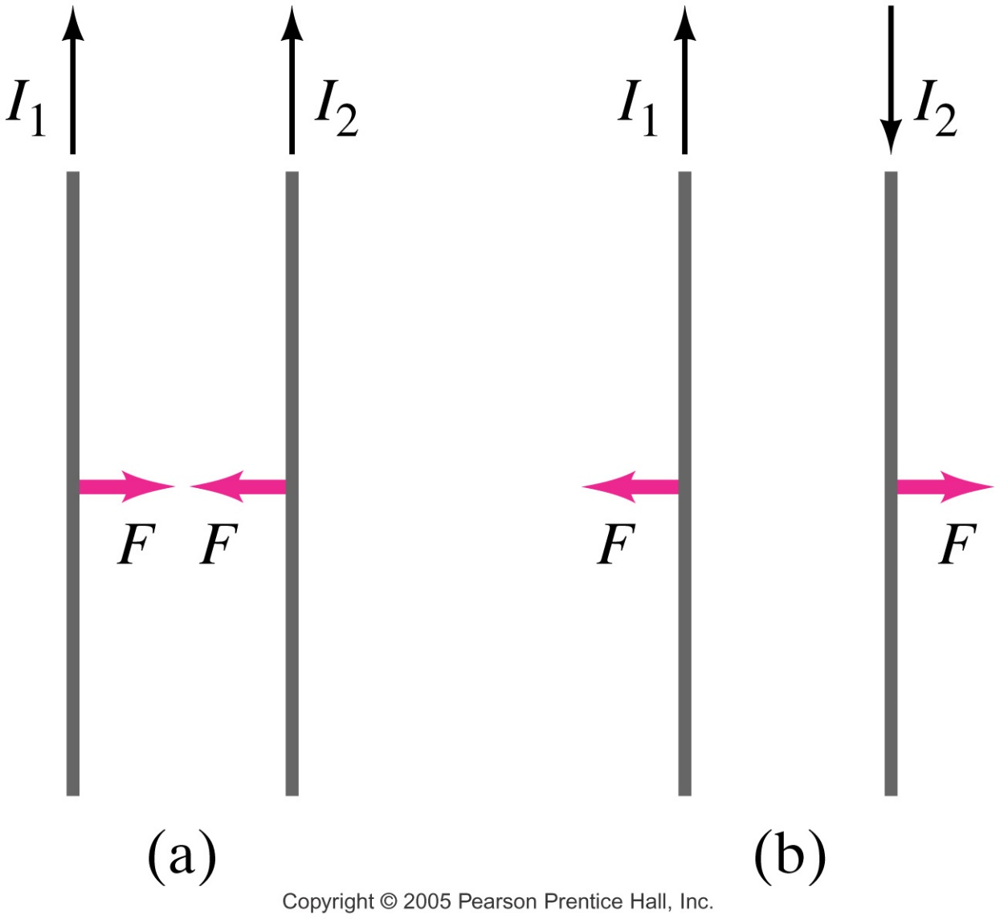 I1 I2 I1 I2
F F F F
(a) (b)
Copyright © 2005 Pearson Prentice Hall, Inc.